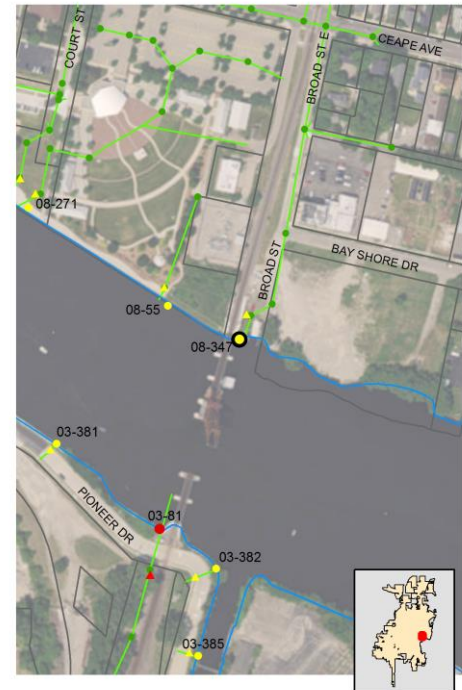 COURT ST
BROAD ST E
CEAPE AVE
08-271
BROAD ST
BAY SHORE DR
08-55
08-347
03-381
PIONEER DR
03-81
03-382
03-385